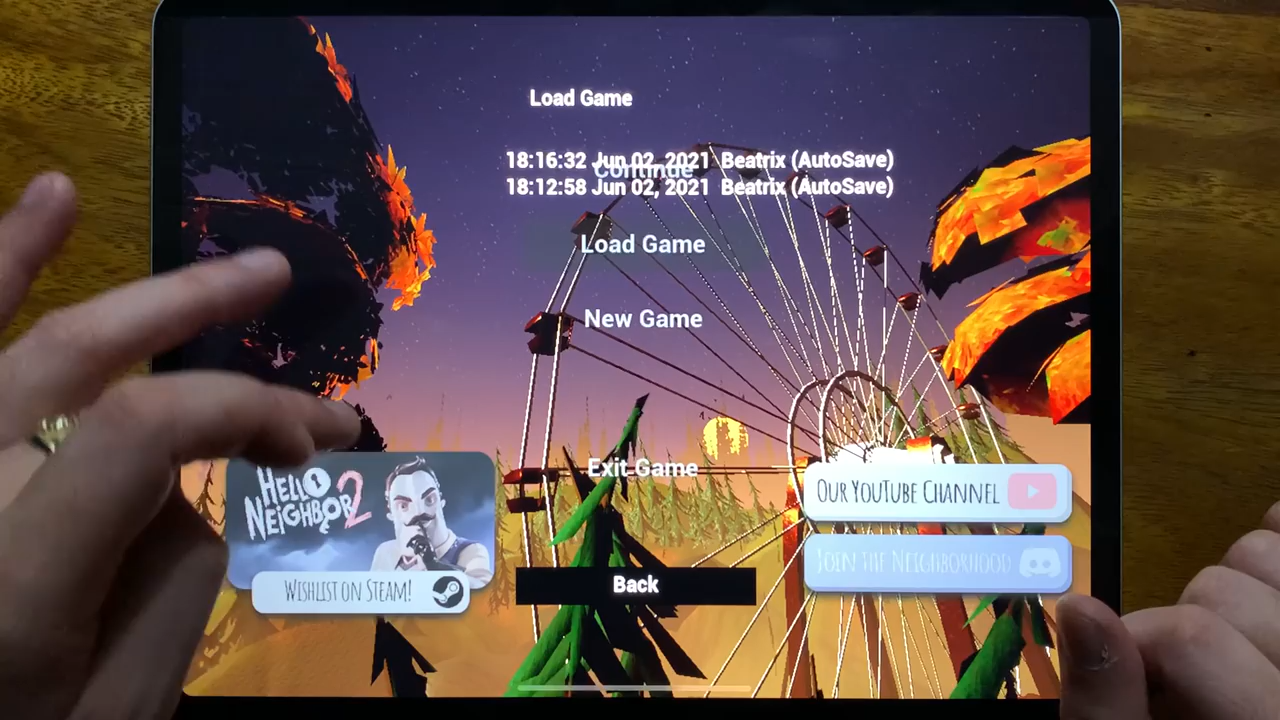 Load Game
18:16:32 Jun 02, 2021 Beatrix (AutoSave)
Continue
18:12:58 Jun 02, 2021 Beatrix (AutoSave)
Load Game
New Game
Exit Game
HELLO
NEIGHBOR 2
WISHLIST ON STEAM!
OUR YOUTUBE CHANNEL
JOIN THE NEIGHBORHOOD
Back